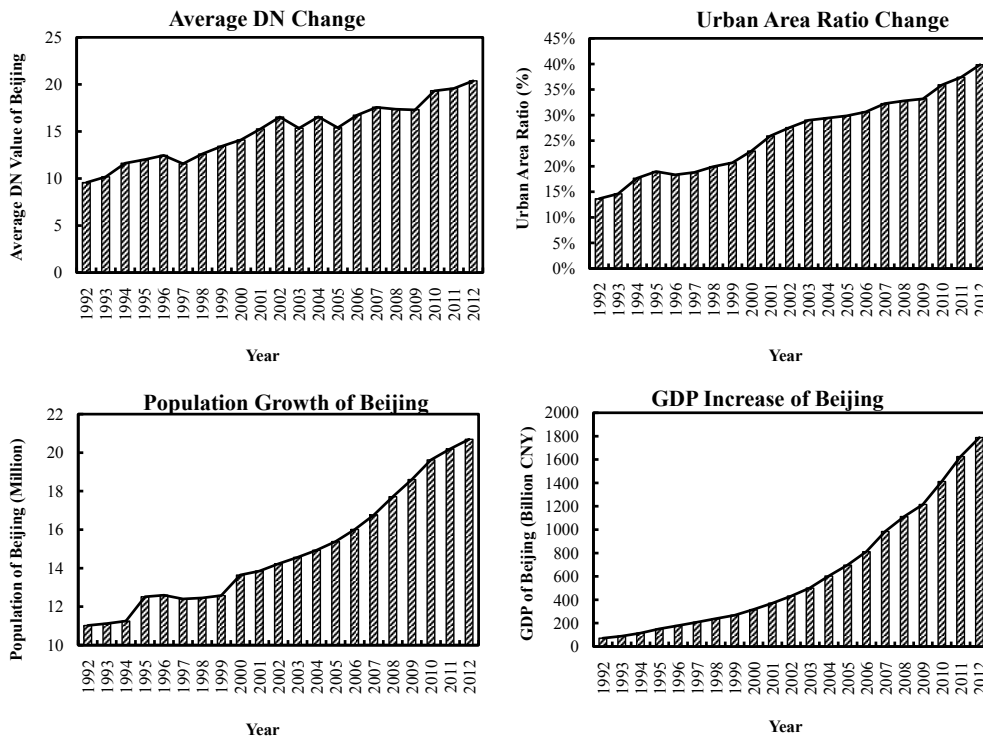 Average DN Change
25
20
15
10
5
0
Average DN Value of Beijing
1992 1993 1994 1995 1996 1997 1998 1999 2000 2001 2002 2003 2004 2005 2006 2007 2008 2009 2010 2011 2012
Year
Urban Area Ratio Change
45%
40%
35%
30%
25%
20%
15%
10%
5%
0%
Urban Area Ratio (%)
1992 1993 1994 1995 1996 1997 1998 1999 2000 2001 2002 2003 2004 2005 2006 2007 2008 2009 2010 2011 2012
Year
Population Growth of Beijing
22
20
18
16
14
12
10
Population of Beijing (Million)
1992 1993 1994 1995 1996 1997 1998 1999 2000 2001 2002 2003 2004 2005 2006 2007 2008 2009 2010 2011 2012
Year
GDP Increase of Beijing
2000
1800
1600
1400
1200
1000
800
600
400
200
0
GDP of Beijing (Billion CNY)
1992 1993 1994 1995 1996 1997 1998 1999 2000 2001 2002 2003 2004 2005 2006 2007 2008 2009 2010 2011 2012
Year